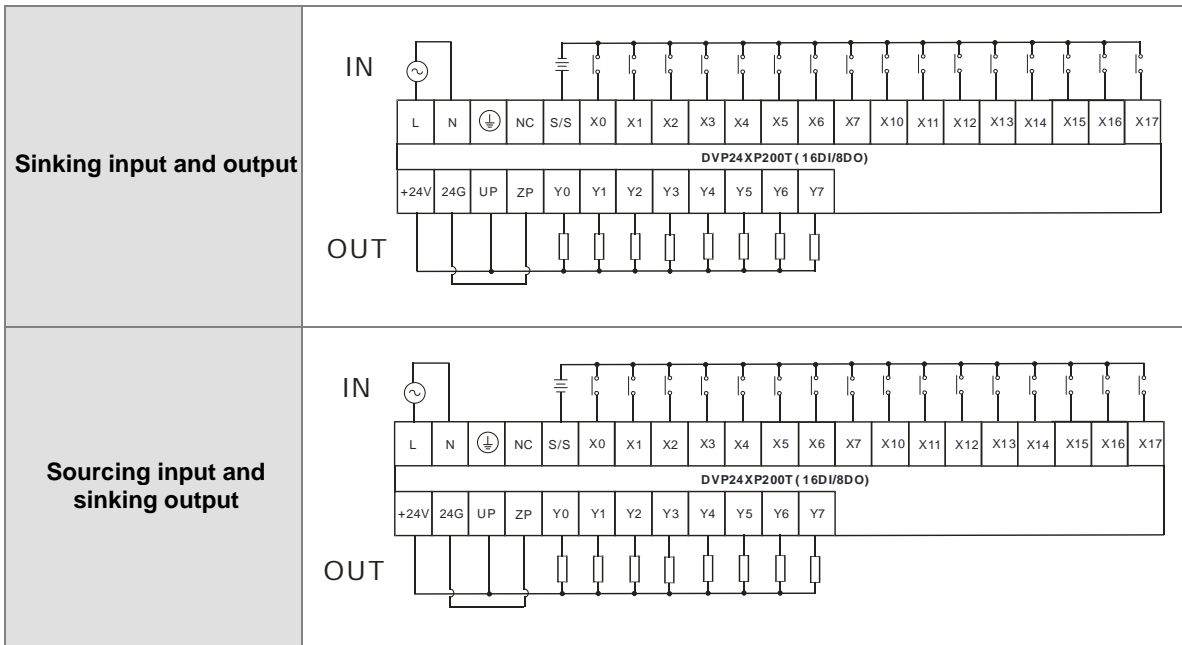 Sinking input and output
IN
L N NC S/S X0 X1 X2 X3 X4 X5 X6 X7 X10 X11 X12 X13 X14 X15 X16 X17
DVP24XP200T ( 16DI/8DO)
+24V 24G UP ZP Y0 Y1 Y2 Y3 Y4 Y5 Y6 Y7
OUT
Sourcing input and
sinking output
IN
L N NC S/S X0 X1 X2 X3 X4 X5 X6 X7 X10 X11 X12 X13 X14 X15 X16 X17
DVP24XP200T ( 16DI/8DO)
+24V 24G UP ZP Y0 Y1 Y2 Y3 Y4 Y5 Y6 Y7
OUT